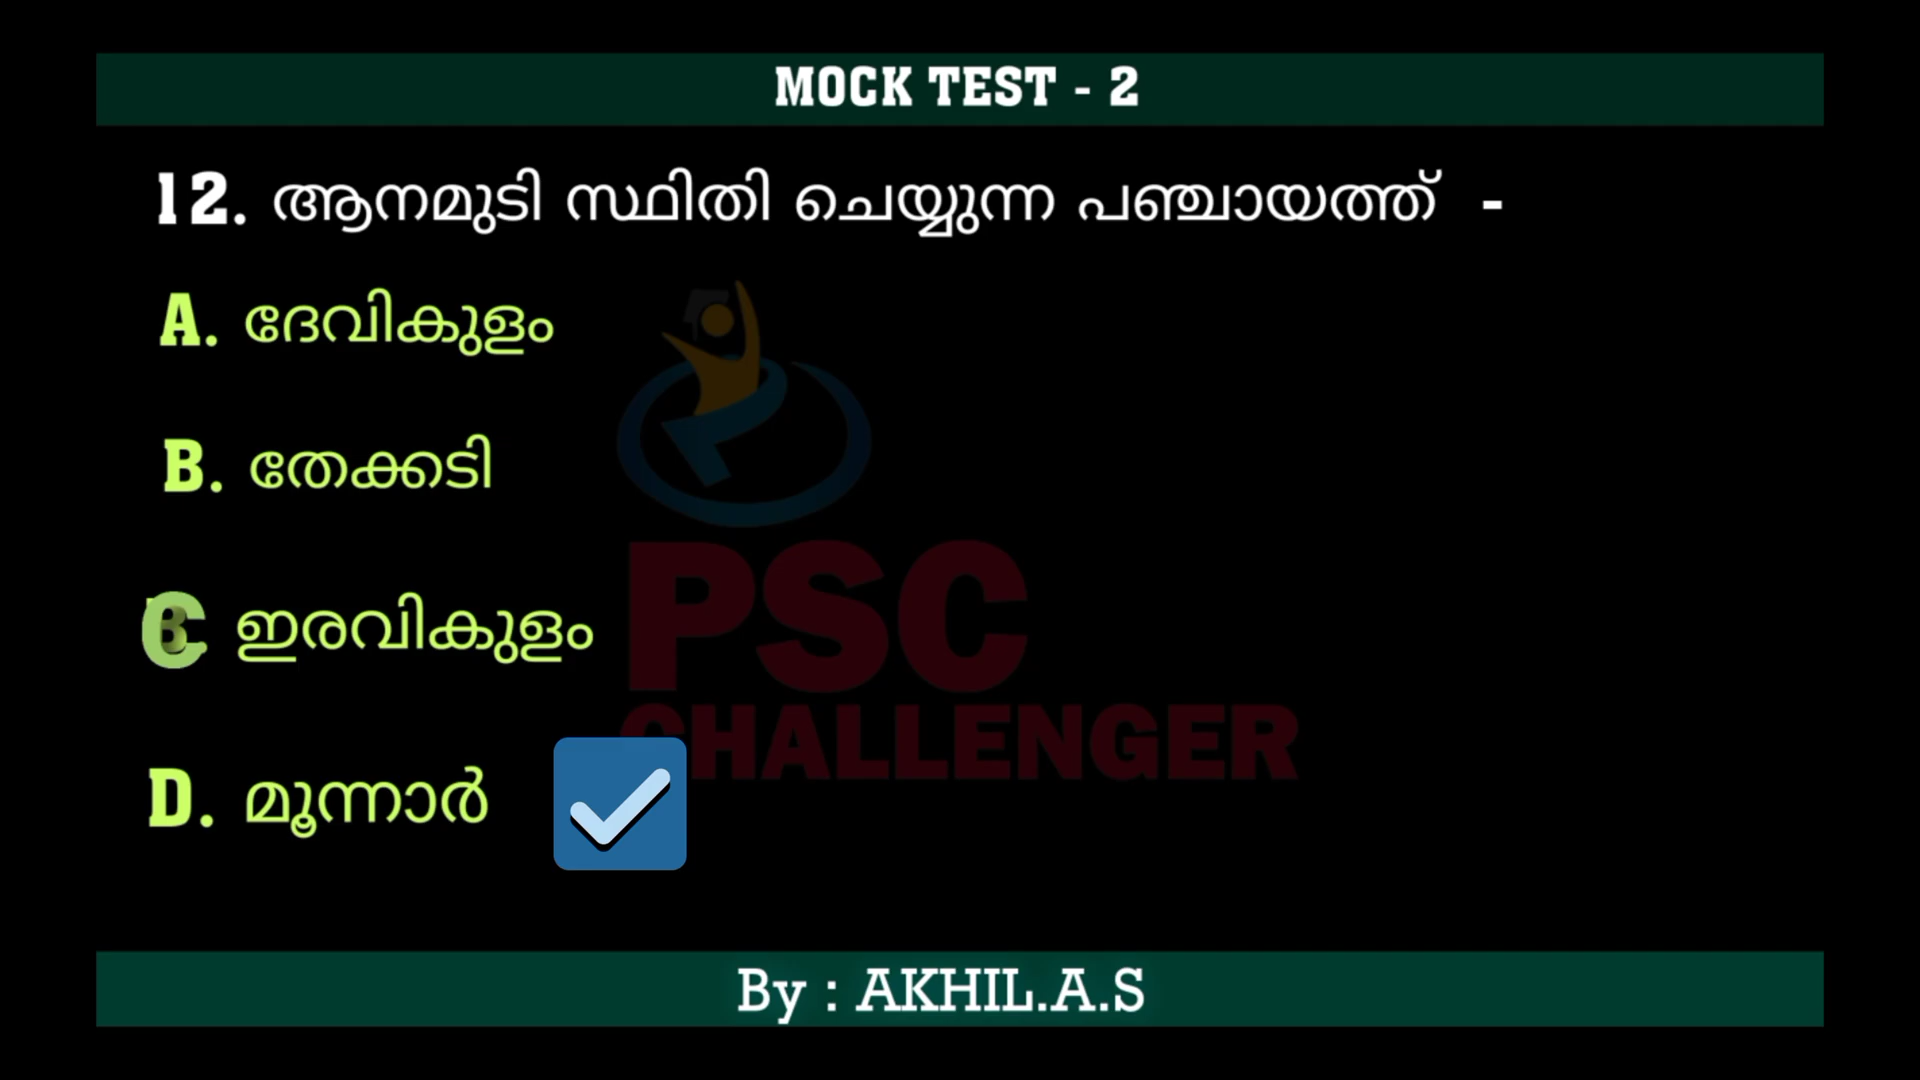 MOCK TEST - 2
12. ആനമുടി സ്ഥിതി ചെയ്യുന്ന പഞ്ചായത്ത് -
A. ദേവികുളം
B. തേക്കടി
C ഇരവികുളം
D. മൂന്നാർ
PSC
CHALLENGER
By : AKHIL.A.S